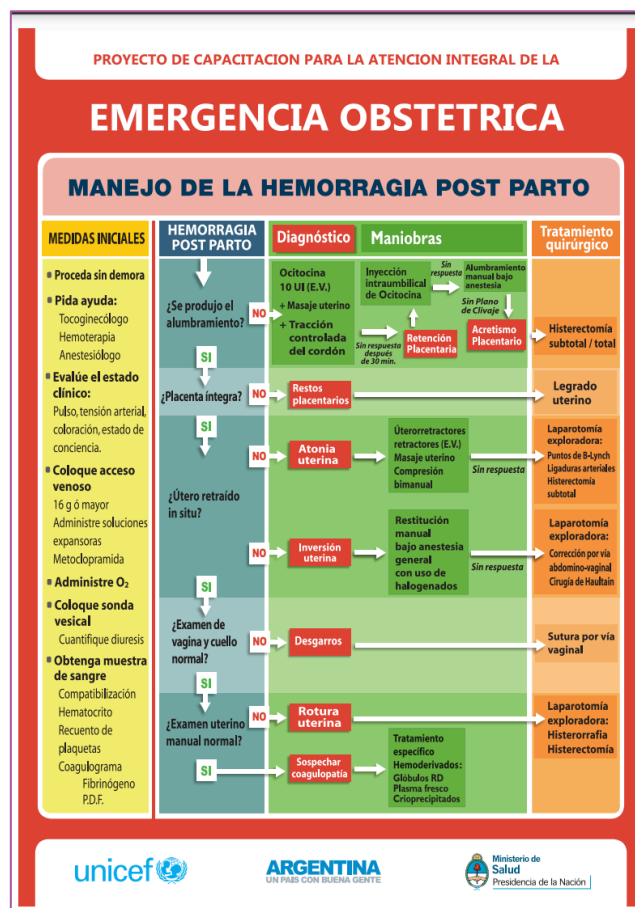 PROYECTO DE CAPACITACION PARA LA ATENCION INTEGRAL DE LA
EMERGENCIA OBSTETRICA
MANEJO DE LA HEMORRAGIA POST PARTO
MEDIDAS INICIALES
Proceda sin demora
Pida ayuda:
Tocoginecólogo
Hemoterapia
Anestesiólogo
Evalúe el estado
clínico:
Pulso, tensión arterial,
coloración, estado de
conciencia.
Coloque acceso
venoso
16 g ó mayor
Administre soluciones
expansoras
Metoclopramida
Administre O₂
Coloque sonda
vesical
Cuantifique diuresis
Obtenga muestra
de sangre
Compatibilización
Hematocrito
Recuento de
plaquetas
Coagulograma
Fibrinógeno
P.D.F.
HEMORRAGIA
POST PARTO
¿Se produjo el
alumbramiento?
NO
SI
¿Placenta íntegra?
NO
SI
¿Útero retraído
in situ?
NO
NO
SI
¿Examen de
vagina y cuello
normal?
NO
SI
¿Examen uterino
manual normal?
NO
SI
Diagnóstico
Maniobras
Ocitocina
10 UI (E.V.)
+ Masaje uterino
+ Tracción
controlada
del cordón
Sin respuesta
después
de 30 min.
Inyección
intraumbilical
de Ocitocina
Retención
Placentaria
Sin
respuesta
Alumbramiento
manual bajo
anestesia
Sin Plano
de Clivaje
Acretismo
Placentario
Restos
placentarios
Atonia
uterina
Úterorretractores
retractores (E.V.)
Masaje uterino
Compresión
bimanual
Sin respuesta
Inversión
uterina
Restitución
manual
bajo anestesia
general
con uso de
halogenados
Sin respuesta
Desgarros
Rotura
uterina
Sospechar
coagulopatía
Tratamiento
específico
Hemoderivados:
Glóbulos RD
Plasma fresco
Crioprecipitados
Tratamiento
quirúrgico
Histerectomía
subtotal / total
Legrado
uterino
Laparotomía
exploradora:
Puntos de B-Lynch
Ligaduras arteriales
Histerectomía
subtotal
Laparotomía
exploradora:
Corrección por vía
abdomino-vaginal
Cirugía de Haultain
Sutura por vía
vaginal
Laparotomía
exploradora:
Histerorrafia
Histerectomía
unicef
ARGENTINA
UN PAIS CON BUENA GENTE
Ministerio de
Salud
Presidencia de la Nación